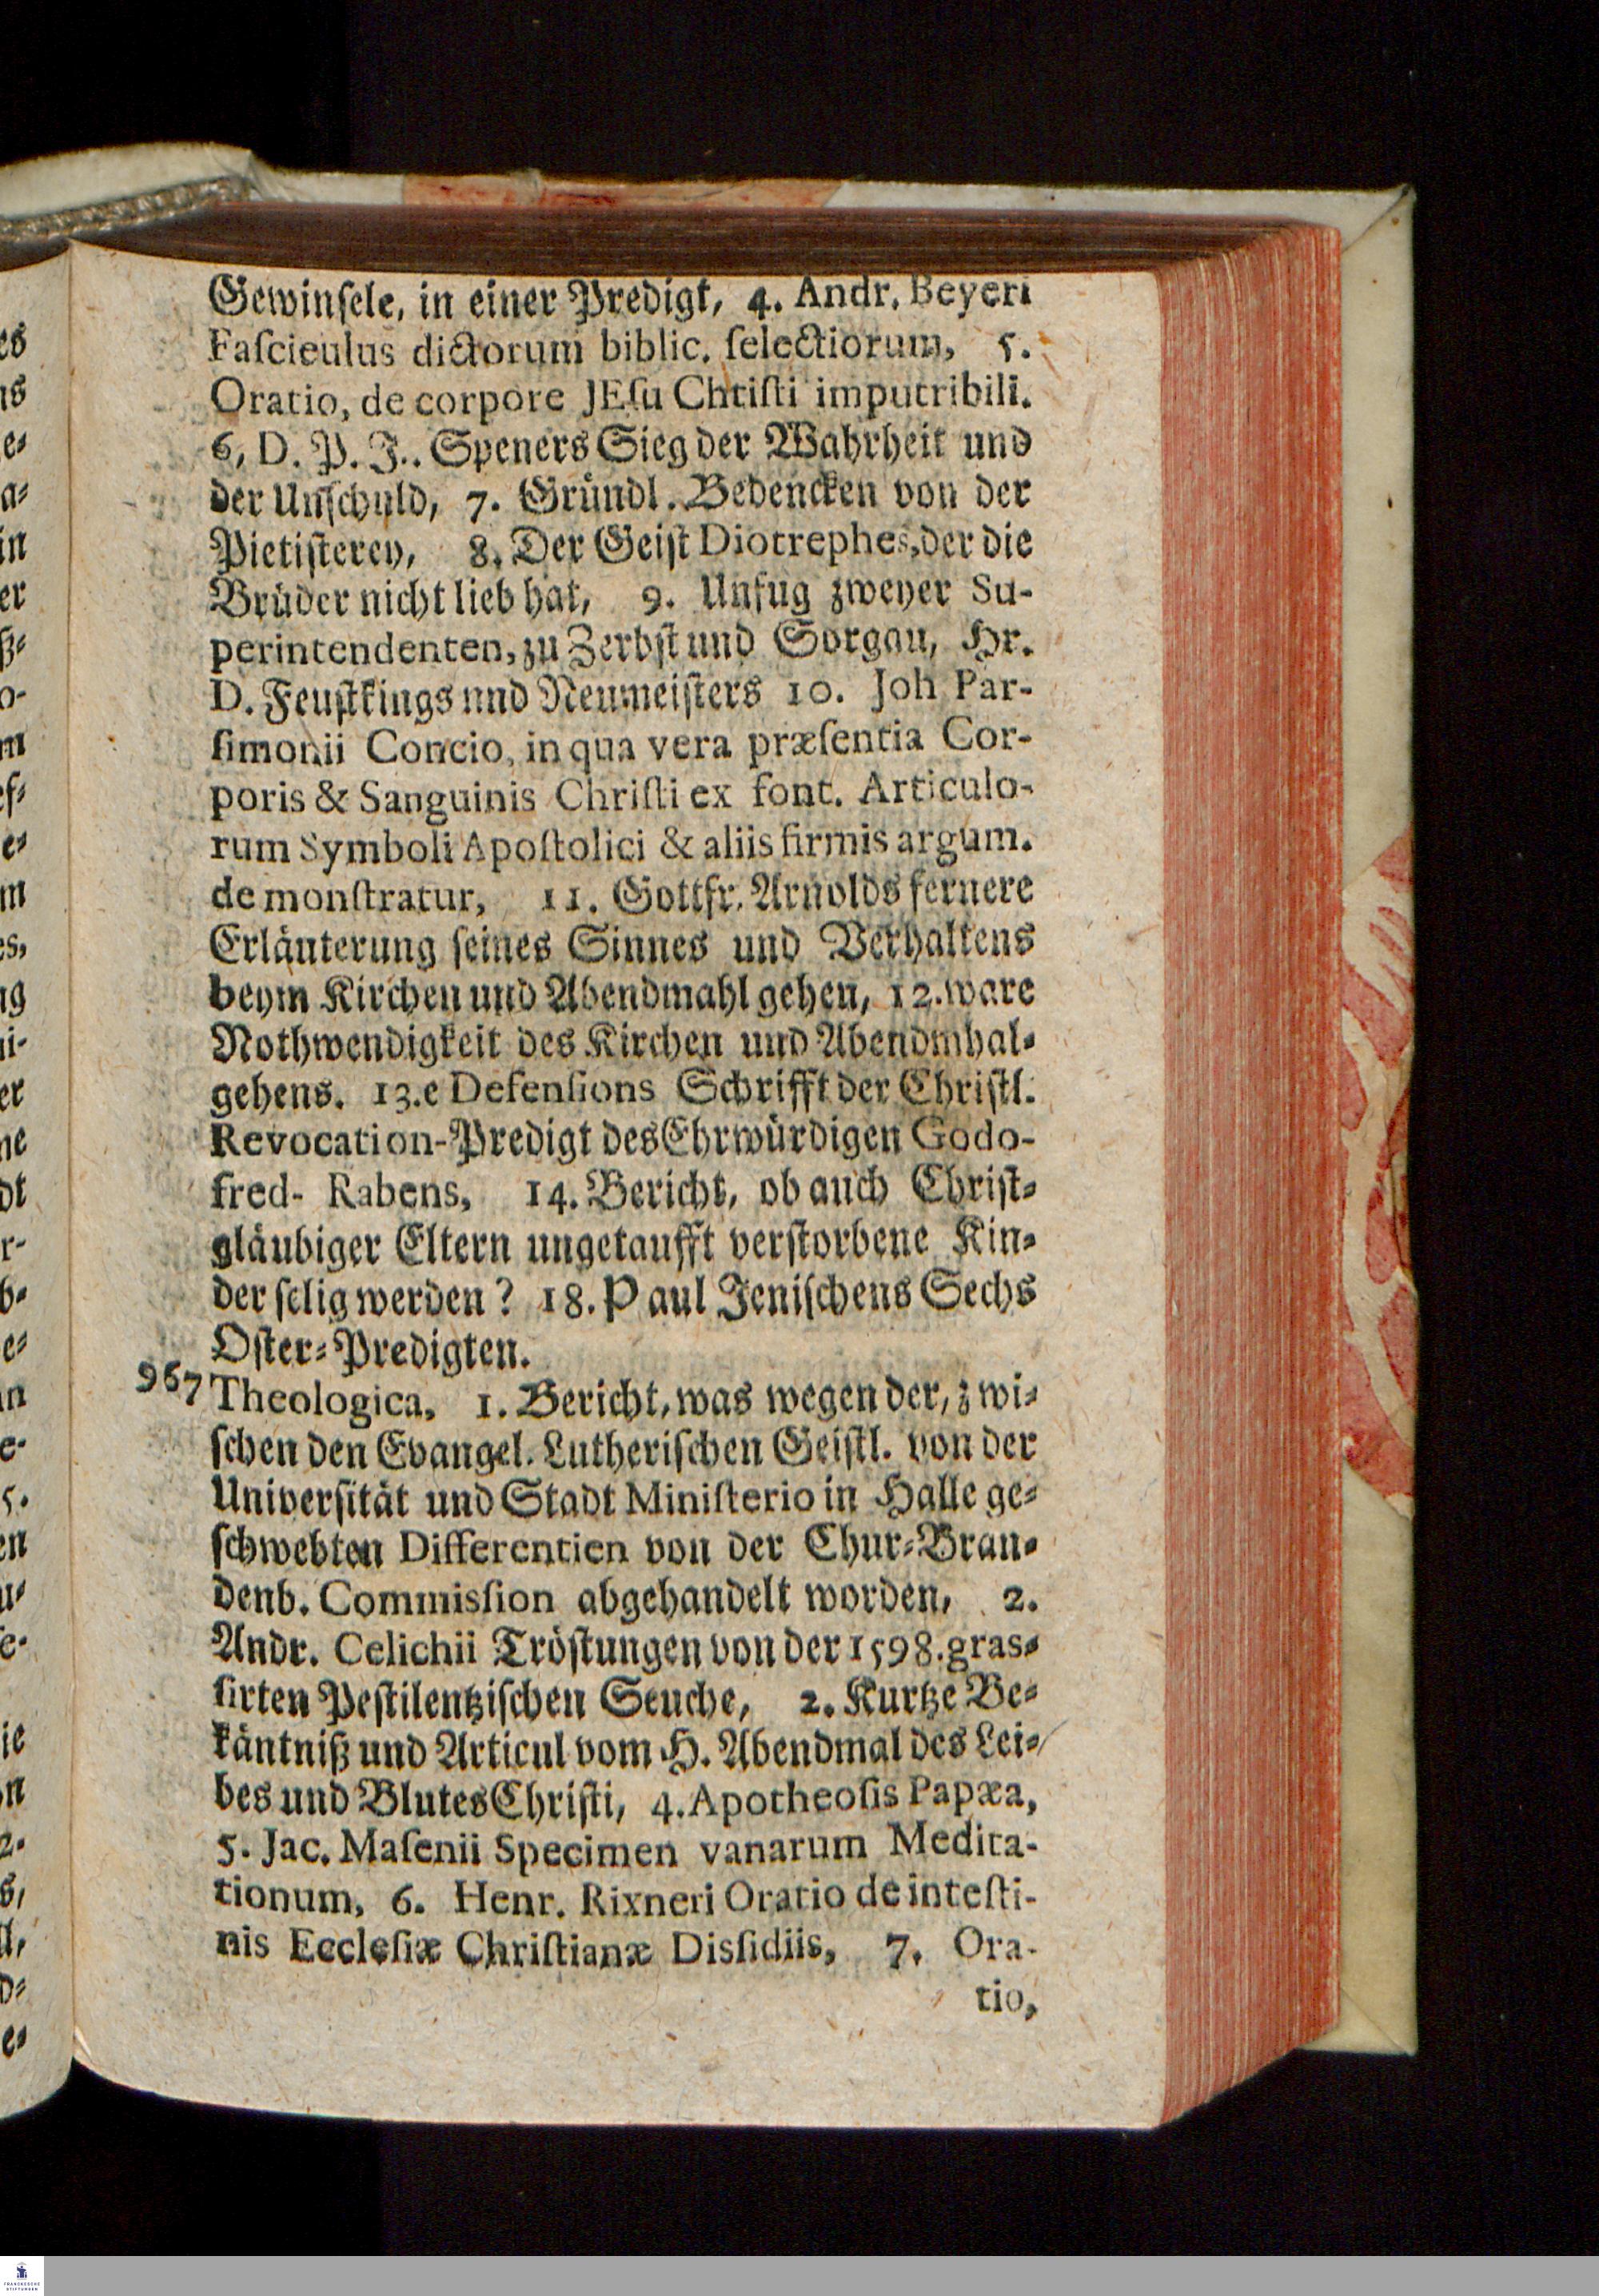 Gewinſele, in einer Predigt, 4. Andr. Beyeri
Faſcieulus dictorum biblic. ſelectiorum, 5.
Oratio, de corpore JEſu Chtiſti imputribili.
6, D. P. J.. Speners Sieg der Wahrheit und
der Unſchuld, 7. Gründl. Bedencken von der
Pietiſterey, 8. Der Geiſt Diotrephes, der die
Brüder nicht lieb hat, 9. Unfug zweyer Su-
perintendenten, zu Zerbſt und Sorgau, Hr.
D. Feuſtkings und Neumeiſters 10. Joh Par-
ſimonii Concio, in qua vera præſentia Cor-
poris & Sanguinis Chriſti ex font. Articulo-
rum Symboli Apoſtolici & aliis firmis argum.
de monſtratur, 11. Gottfr. Arnolds fernere
Erläuterung ſeines Sinnes und Verhaltens
beym Kirchen und Abendmahl gehen, 12. ware
Nothwendigkeit des Kirchen und Abendmhal-
gehens. 13.e Defenſions Schrifft der Chriſtl.
Revocation-Predigt des Ehrwürdigen Godo-
fred- Rabens, 14. Bericht, ob auch Chriſt-
gläubiger Eltern ungetaufft verſtorbene Kin-
der ſelig werden? 18. Paul Jeniſchens Sechs
Oſter-Predigten.
967 Theologica, 1. Bericht, was wegen der, zwi-
ſchen den Evangel. Lutheriſchen Geiſtl. von der
Univerſität und Stadt Miniſterio in Halle ge-
ſchwebten Differentien von der Chur-Bran-
denb. Commisſion abgehandelt worden, 2.
Andr. Celichii Tröſtungen von der 1598. gras-
ſirten Peſtilentziſchen Seuche, 2. Kurtze Be-
käntniß und Articul vom H. Abendmal des Lei-
bes und Blutes Chriſti, 4. Apotheoſis Papæa,
5. Jac. Maſenii Specimen vanarum Medita-
tionum, 6. Henr. Rixneri Oratio de inteſti-
nis Eccleſiæ Chriſtianæ Disſidiis, 7. Ora-
tio,
FRANCKESCHE
STIFTUNGEN